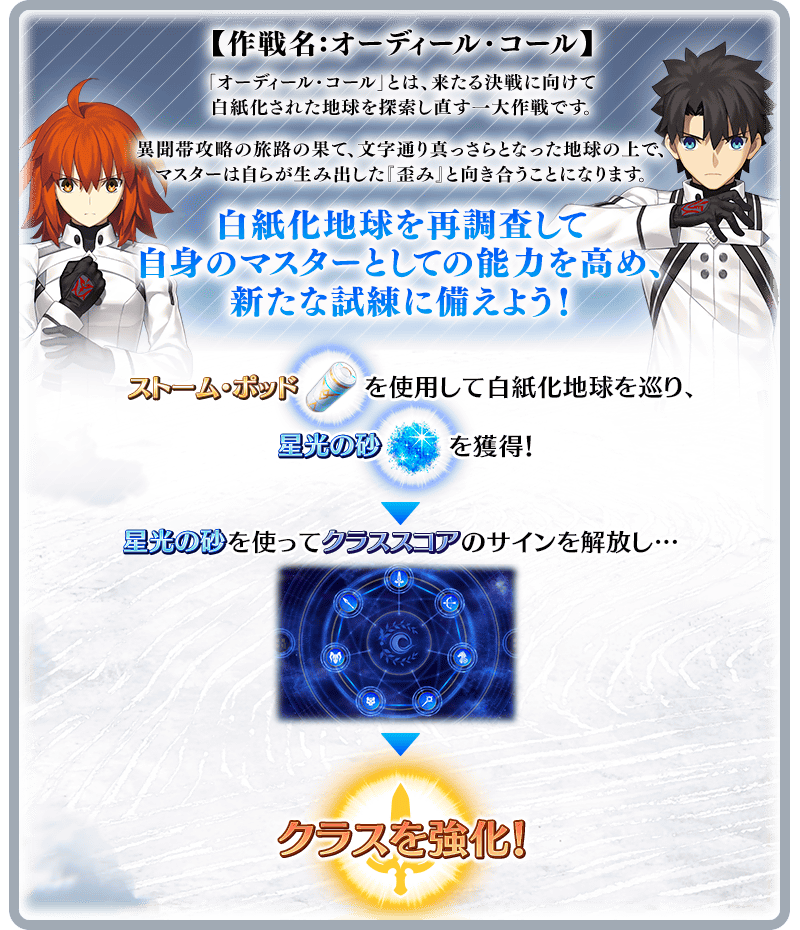 【作戦名:オーディール・コール】
「オーディール・コール」とは、来たる決戦に向けて
白紙化された地球を探索し直す一大作戦です。
異聞帯攻略の旅路の果て、文字通り真っさらとなった地球の上で、
マスターは自らが生み出した『歪み』と向き合うことになります。
白紙化地球を再調査して
自身のマスターとしての能力を高め、
新たな試練に備えよう!
ストーム・ポッドを使用して白紙化地球を巡り、
星光の砂を獲得!
星光の砂を使ってクラススコアのサインを解放し…
クラスを強化!